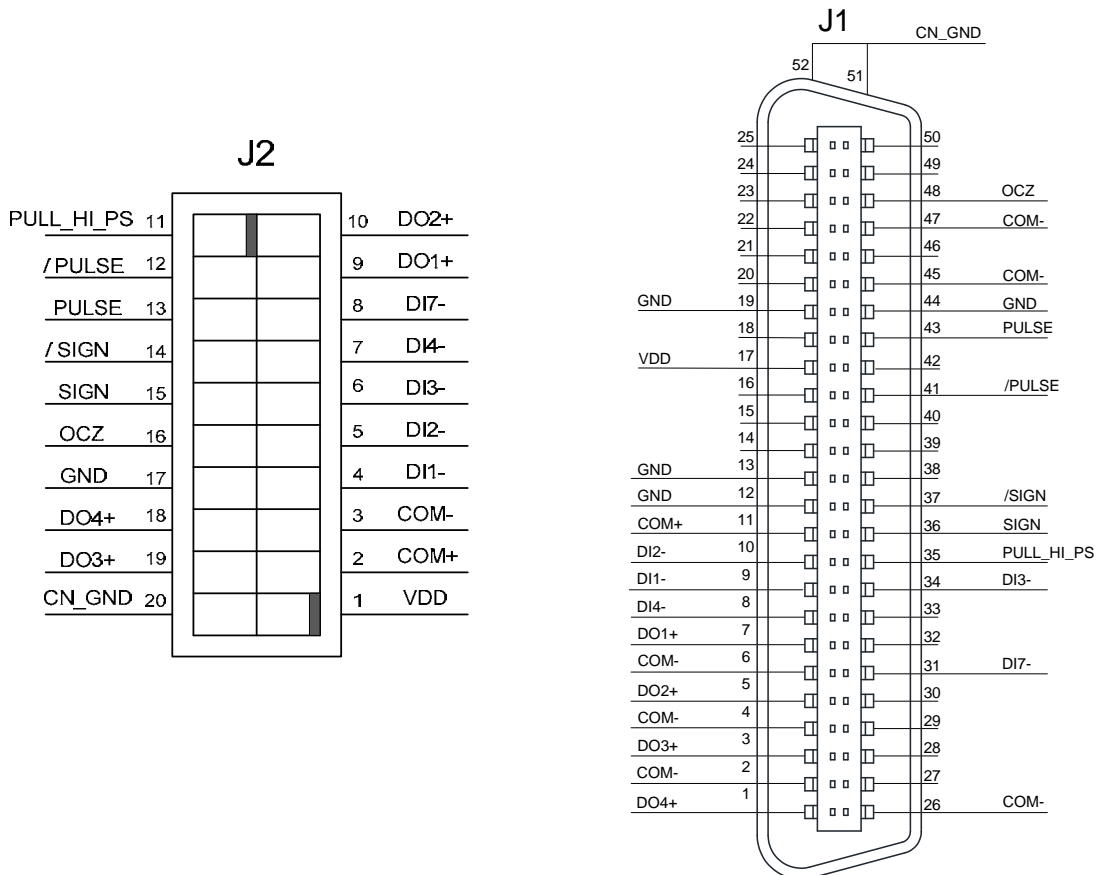 J2
PULL_HI_PS 11 10 DO2+
/PULSE 12 9 DO1+
PULSE 13 8 DI7-
/SIGN 14 7 DI4-
SIGN 15 6 DI3-
OCZ 16 5 DI2-
GND 17 4 DI1-
DO4+ 18 3 COM-
DO3+ 19 2 COM+
CN_GND 20 1 VDD
J1
CN_GND
52 51
25 50
24 49
23 48 OCZ
22 47 COM-
21 46
20 45 COM-
GND 19 44 GND
18 43 PULSE
VDD 17 42
16 41 /PULSE
15 40
14 39
GND 13 38
GND 12 37 /SIGN
COM+ 11 36 SIGN
DI2- 10 35 PULL_HI_PS
DI1- 9 34 DI3-
DI4- 8 33
DO1+ 7 32
COM- 6 31 DI7-
DO2+ 5 30
COM- 4 29
DO3+ 3 28
COM- 2 27
DO4+ 1 26 COM-